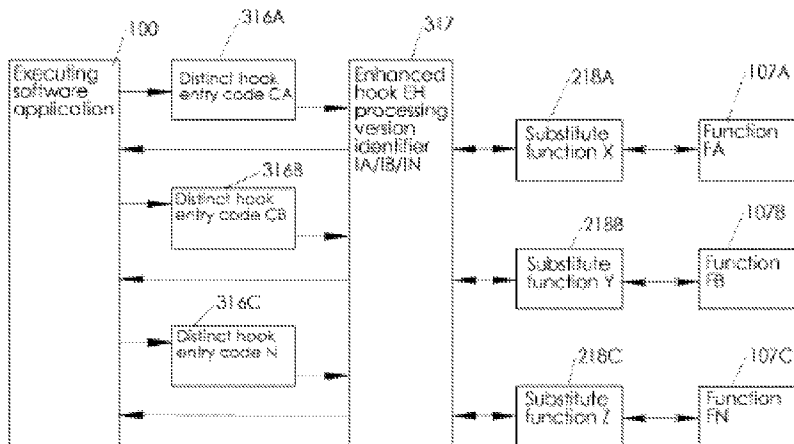 100
316A
317
Executing
software
application
Distinct hook
entry code CA
Enhanced
hook EH
processing
version
identifier
IA/IB/IN
218A
107A
Substitute
function X
Function
FA
316B
Distinct hook
entry code CB
218B
107B
Substitute
function Y
Function
FB
316C
Distinct hook
entry code N
218C
107C
Substitute
function Z
Function
FN